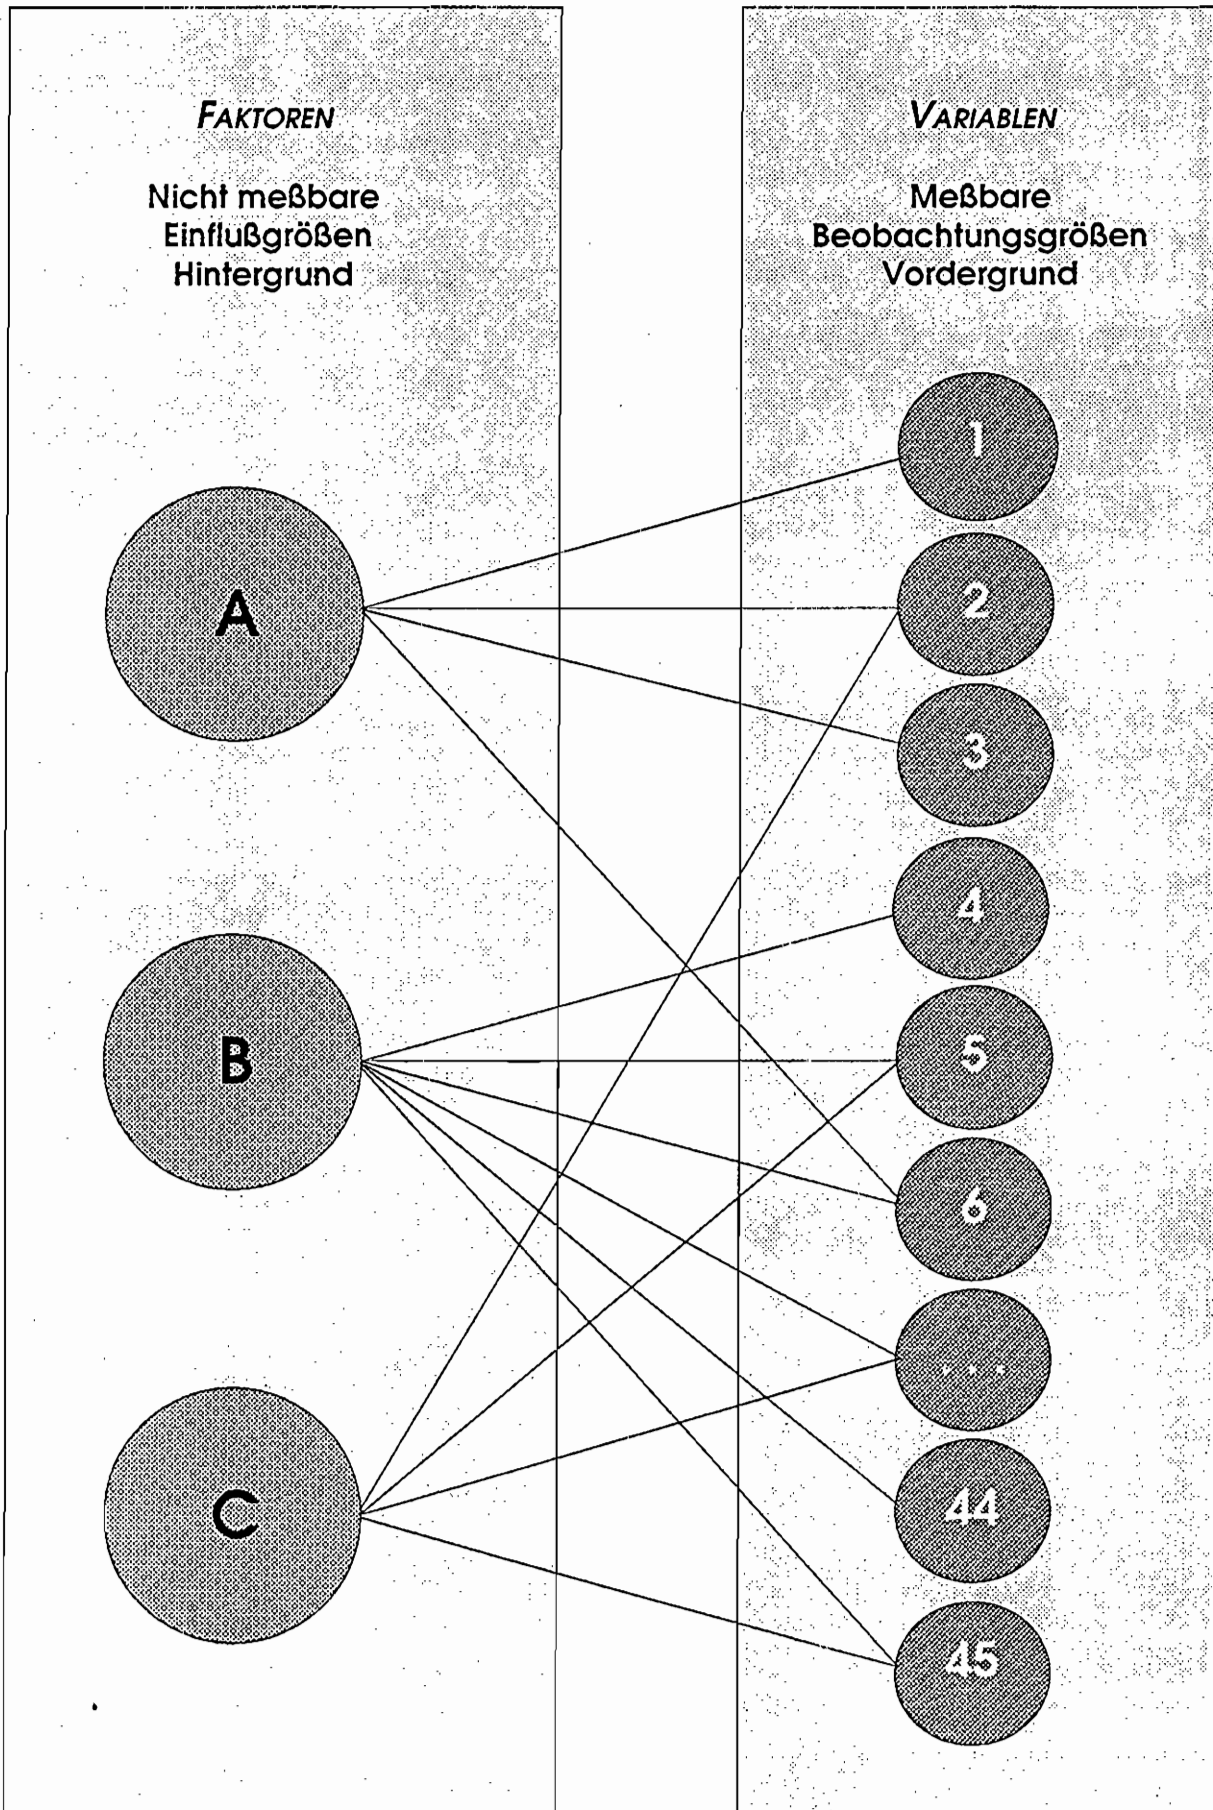 FAKTOREN
Nicht meßbare
Einflußgrößen
Hintergrund
A
B
C
VARIABLEN
Meßbare
Beobachtungsgrößen
Vordergrund
1
2
3
4
5
6
...
44
45